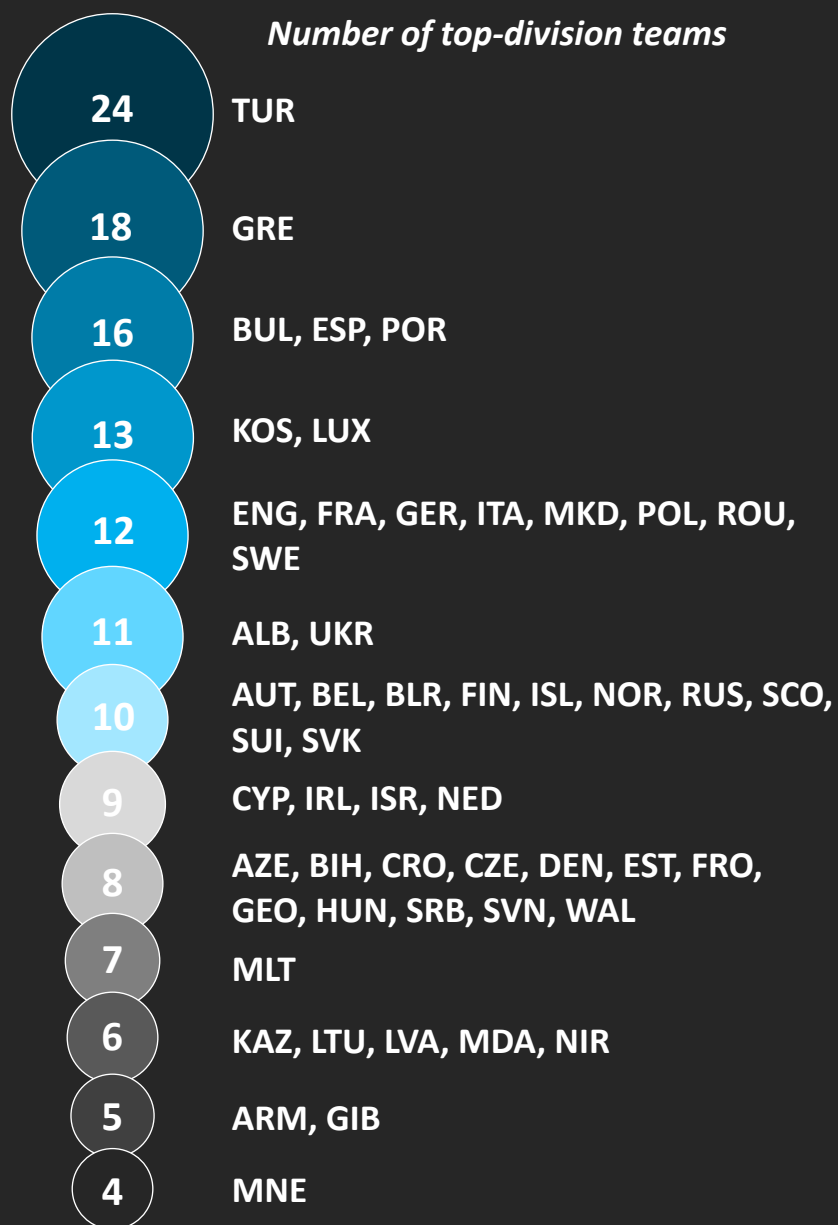 Number of top-division teams
24
TUR
18
GRE
16
BUL, ESP, POR
13
KOS, LUX
12
ENG, FRA, GER, ITA, MKD, POL, ROU,
SWE
11
ALB, UKR
10
AUT, BEL, BLR, FIN, ISL, NOR, RUS, SCO,
SUI, SVK
9
CYP, IRL, ISR, NED
8
AZE, BIH, CRO, CZE, DEN, EST, FRO,
GEO, HUN, SRB, SVN, WAL
7
MLT
6
KAZ, LTU, LVA, MDA, NIR
5
ARM, GIB
4
MNE